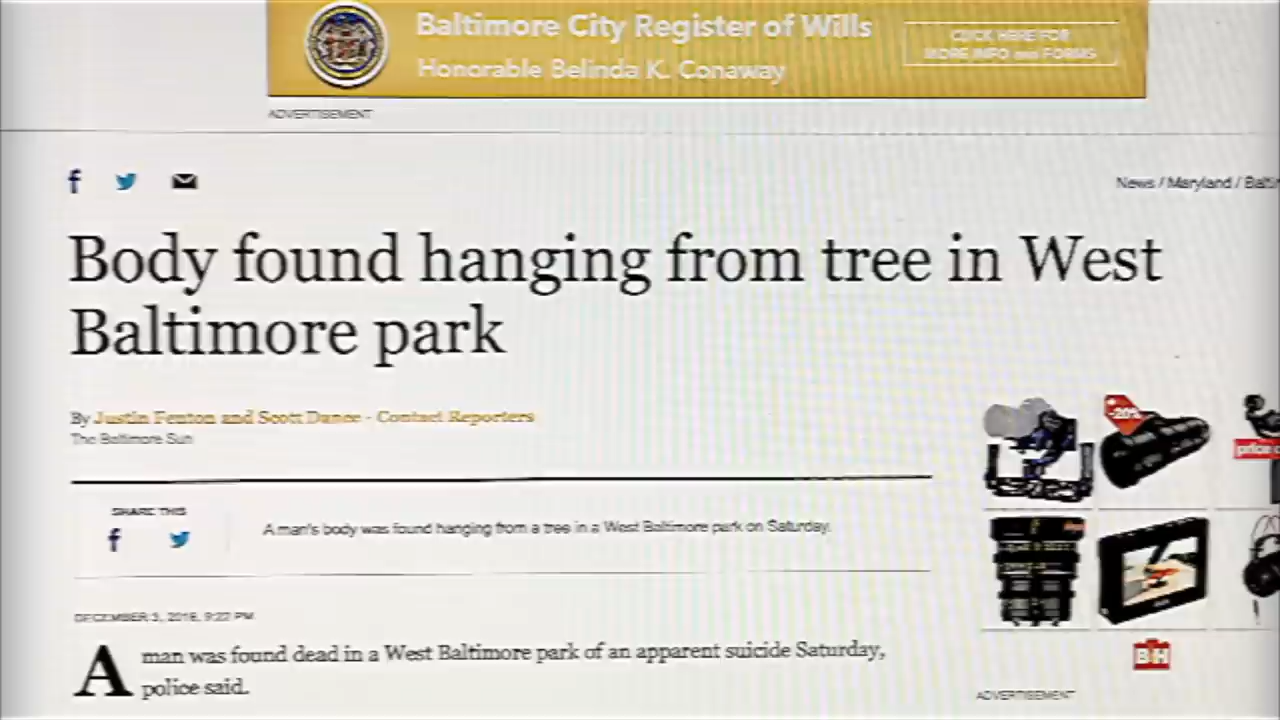 Baltimore City Register of Wills
Honorable Belinda K. Conaway
CLICK HERE FOR
MORE INFO AND FORMS
ADVERTISEMENT
News / Maryland /
Body found hanging from tree in West
Baltimore park
By Justin Fenton and Scott Dance - Contact Reporters
The Baltimore Sun
-20%
price
SHARE THIS
A man's body was found hanging from a tree in a West Baltimore park on Saturday.
DECEMBER 3, 2016, 9:27 PM
A man was found dead in a West Baltimore park of an apparent suicide Saturday,
police said.
B&H
ADVERTISEMENT